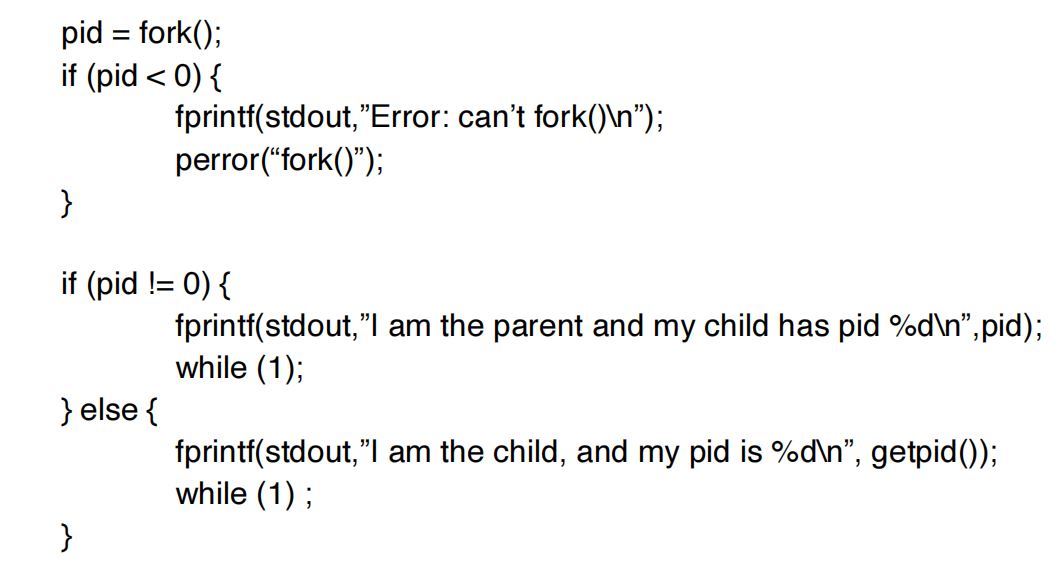 pid = fork();
if (pid < 0) {
fprintf(stdout,”Error: can’t fork()\n”);
perror(“fork()”);
}
if (pid != 0) {
fprintf(stdout,”I am the parent and my child has pid %d\n”,pid);
while (1);
} else {
fprintf(stdout,”I am the child, and my pid is %d\n”, getpid());
while (1) ;
}